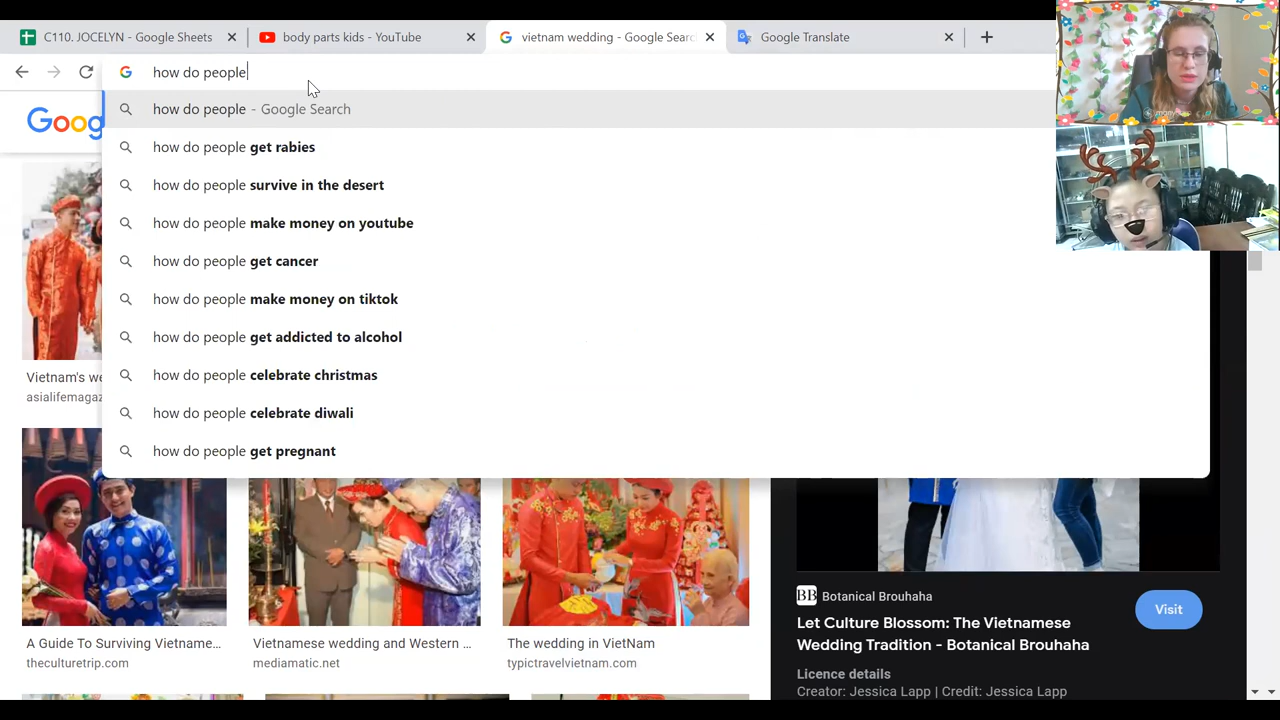 C110. JOCELYN - Google Sheets
body parts kids - YouTube
vietnam wedding - Google Searc
Google Translate
how do people
how do people - Google Search
Goog
how do people get rabies
how do people survive in the desert
how do people make money on youtube
how do people get cancer
how do people make money on tiktok
how do people get addicted to alcohol
how do people celebrate christmas
how do people celebrate diwali
how do people get pregnant
Vietnam's we
asialifemagaz
A Guide To Surviving Vietname...
theculturetrip.com
Vietnamese wedding and Western ...
mediamatic.net
The wedding in VietNam
typictravelvietnam.com
BB Botanical Brouhaha
Visit
Let Culture Blossom: The Vietnamese
Wedding Tradition - Botanical Brouhaha
Licence details
Creator: Jessica Lapp | Credit: Jessica Lapp